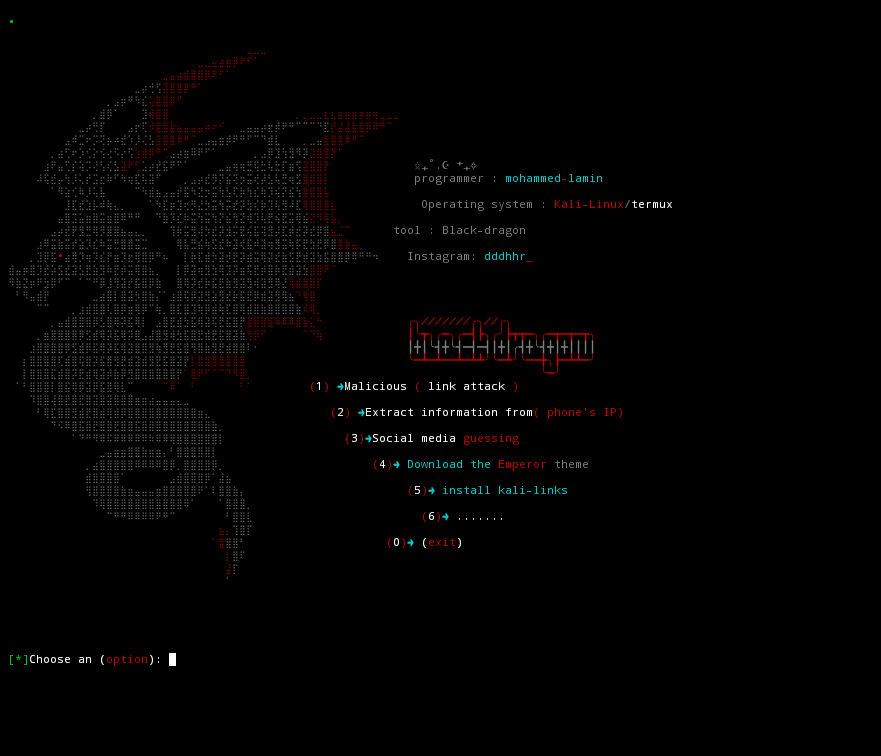 programmer : mohammed-lamin
Operating system : Kali-Linux/termux
tool : Black-dragon
Instagram: dddhhr_
(1) ➜Malicious ( link attack )
(2) ➜Extract information from( phone's IP)
(3)➜Social media guessing
(4)➜ Download the Emperor theme
(5)➜ install kali-links
(6)➜ .......
(0)➜ (exit)
[*]Choose an (option):